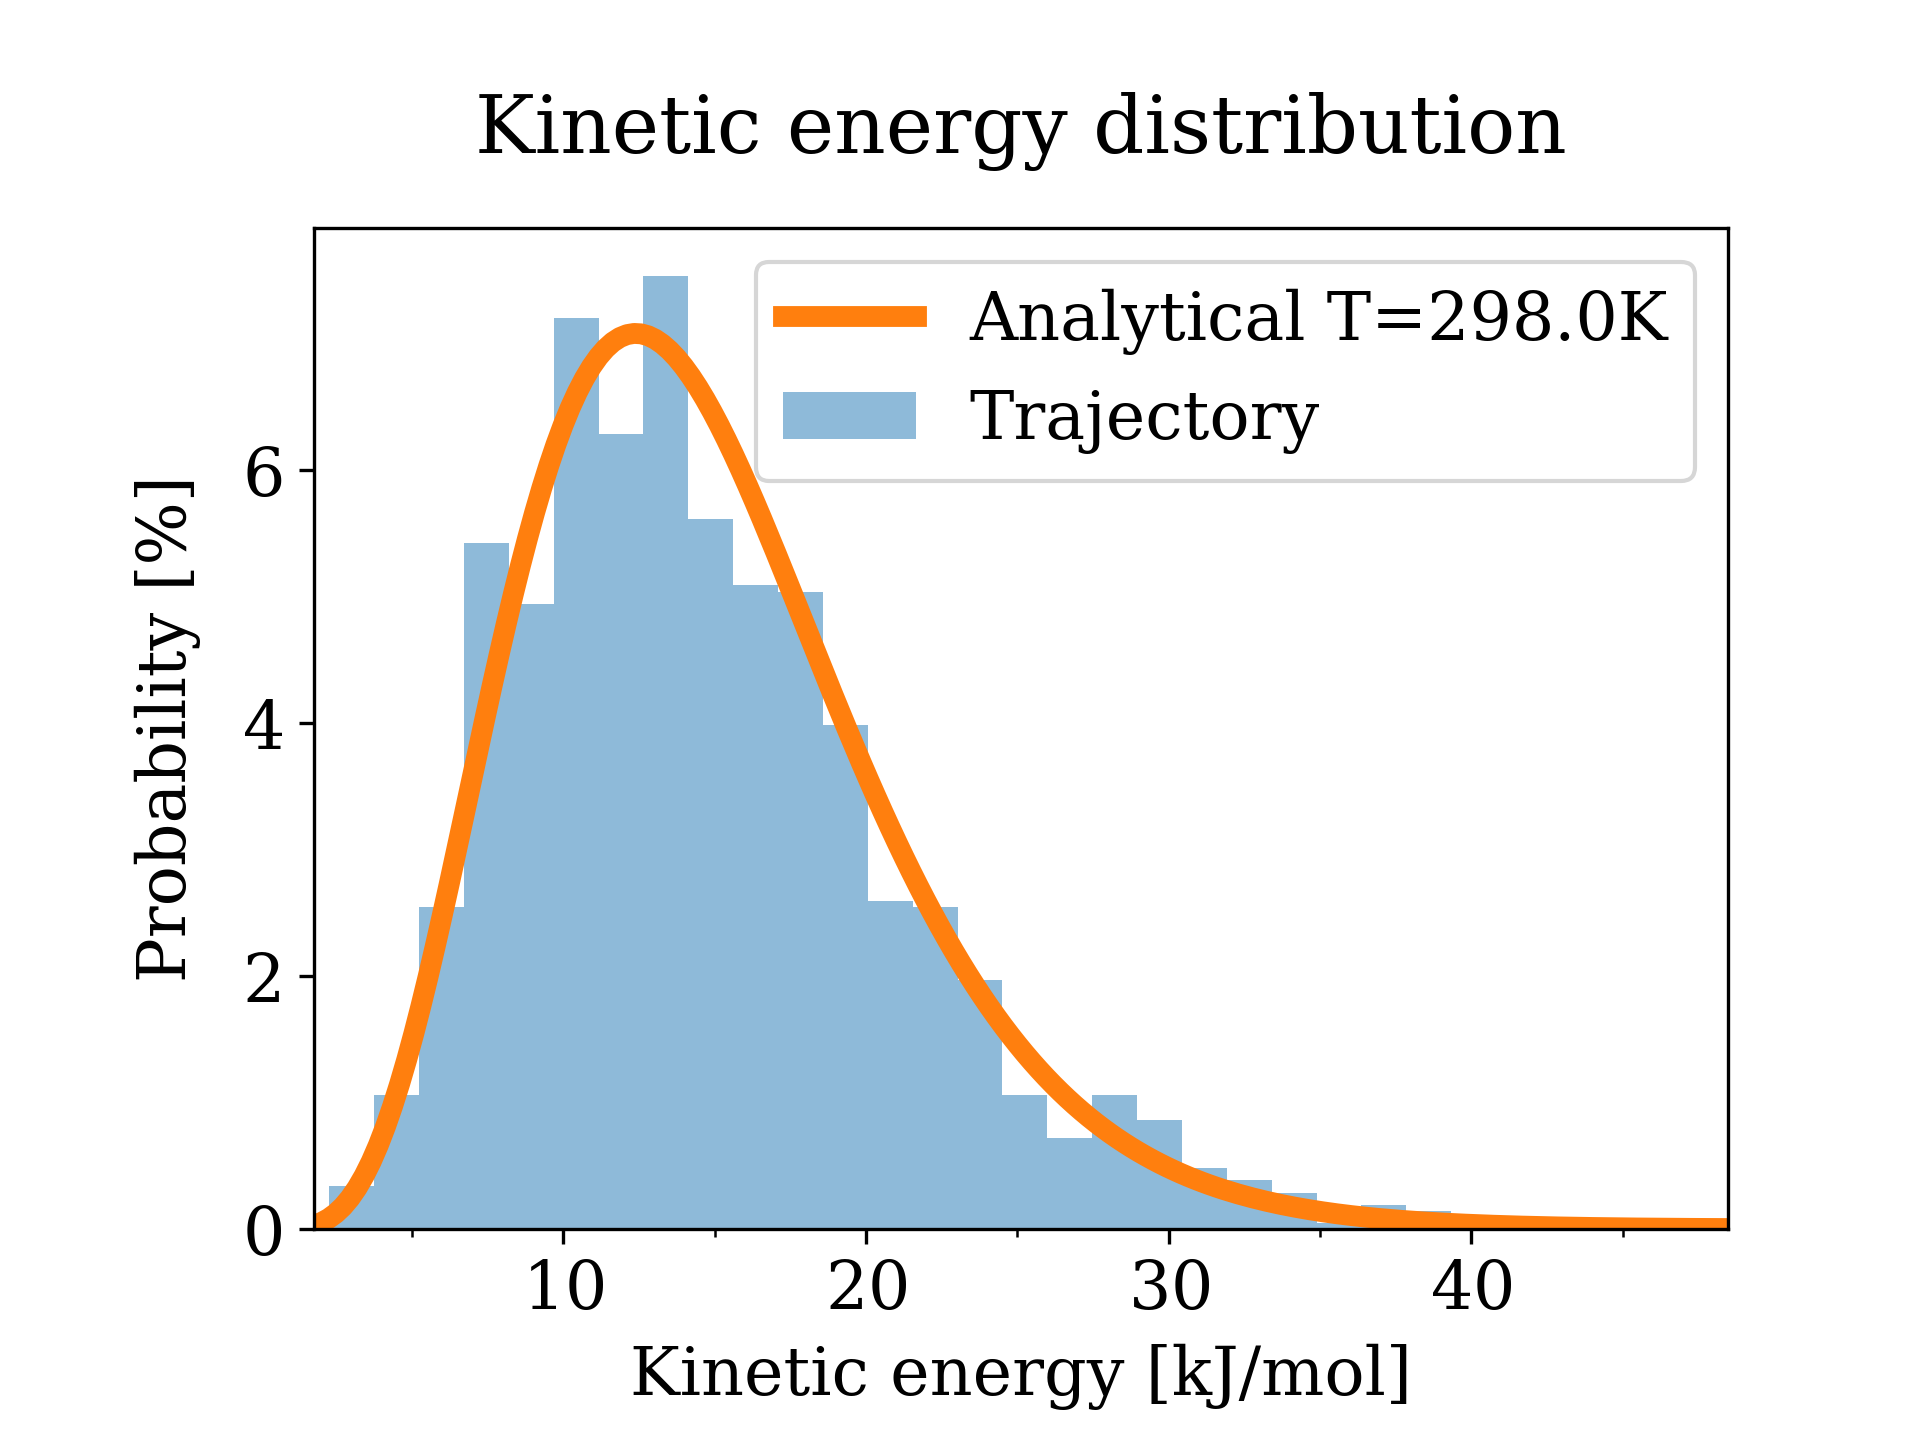 Kinetic energy distribution
Analytical T=298.0K
Trajectory
Probability [%]
6
4
2
0
10 20 30 40
Kinetic energy [kJ/mol]